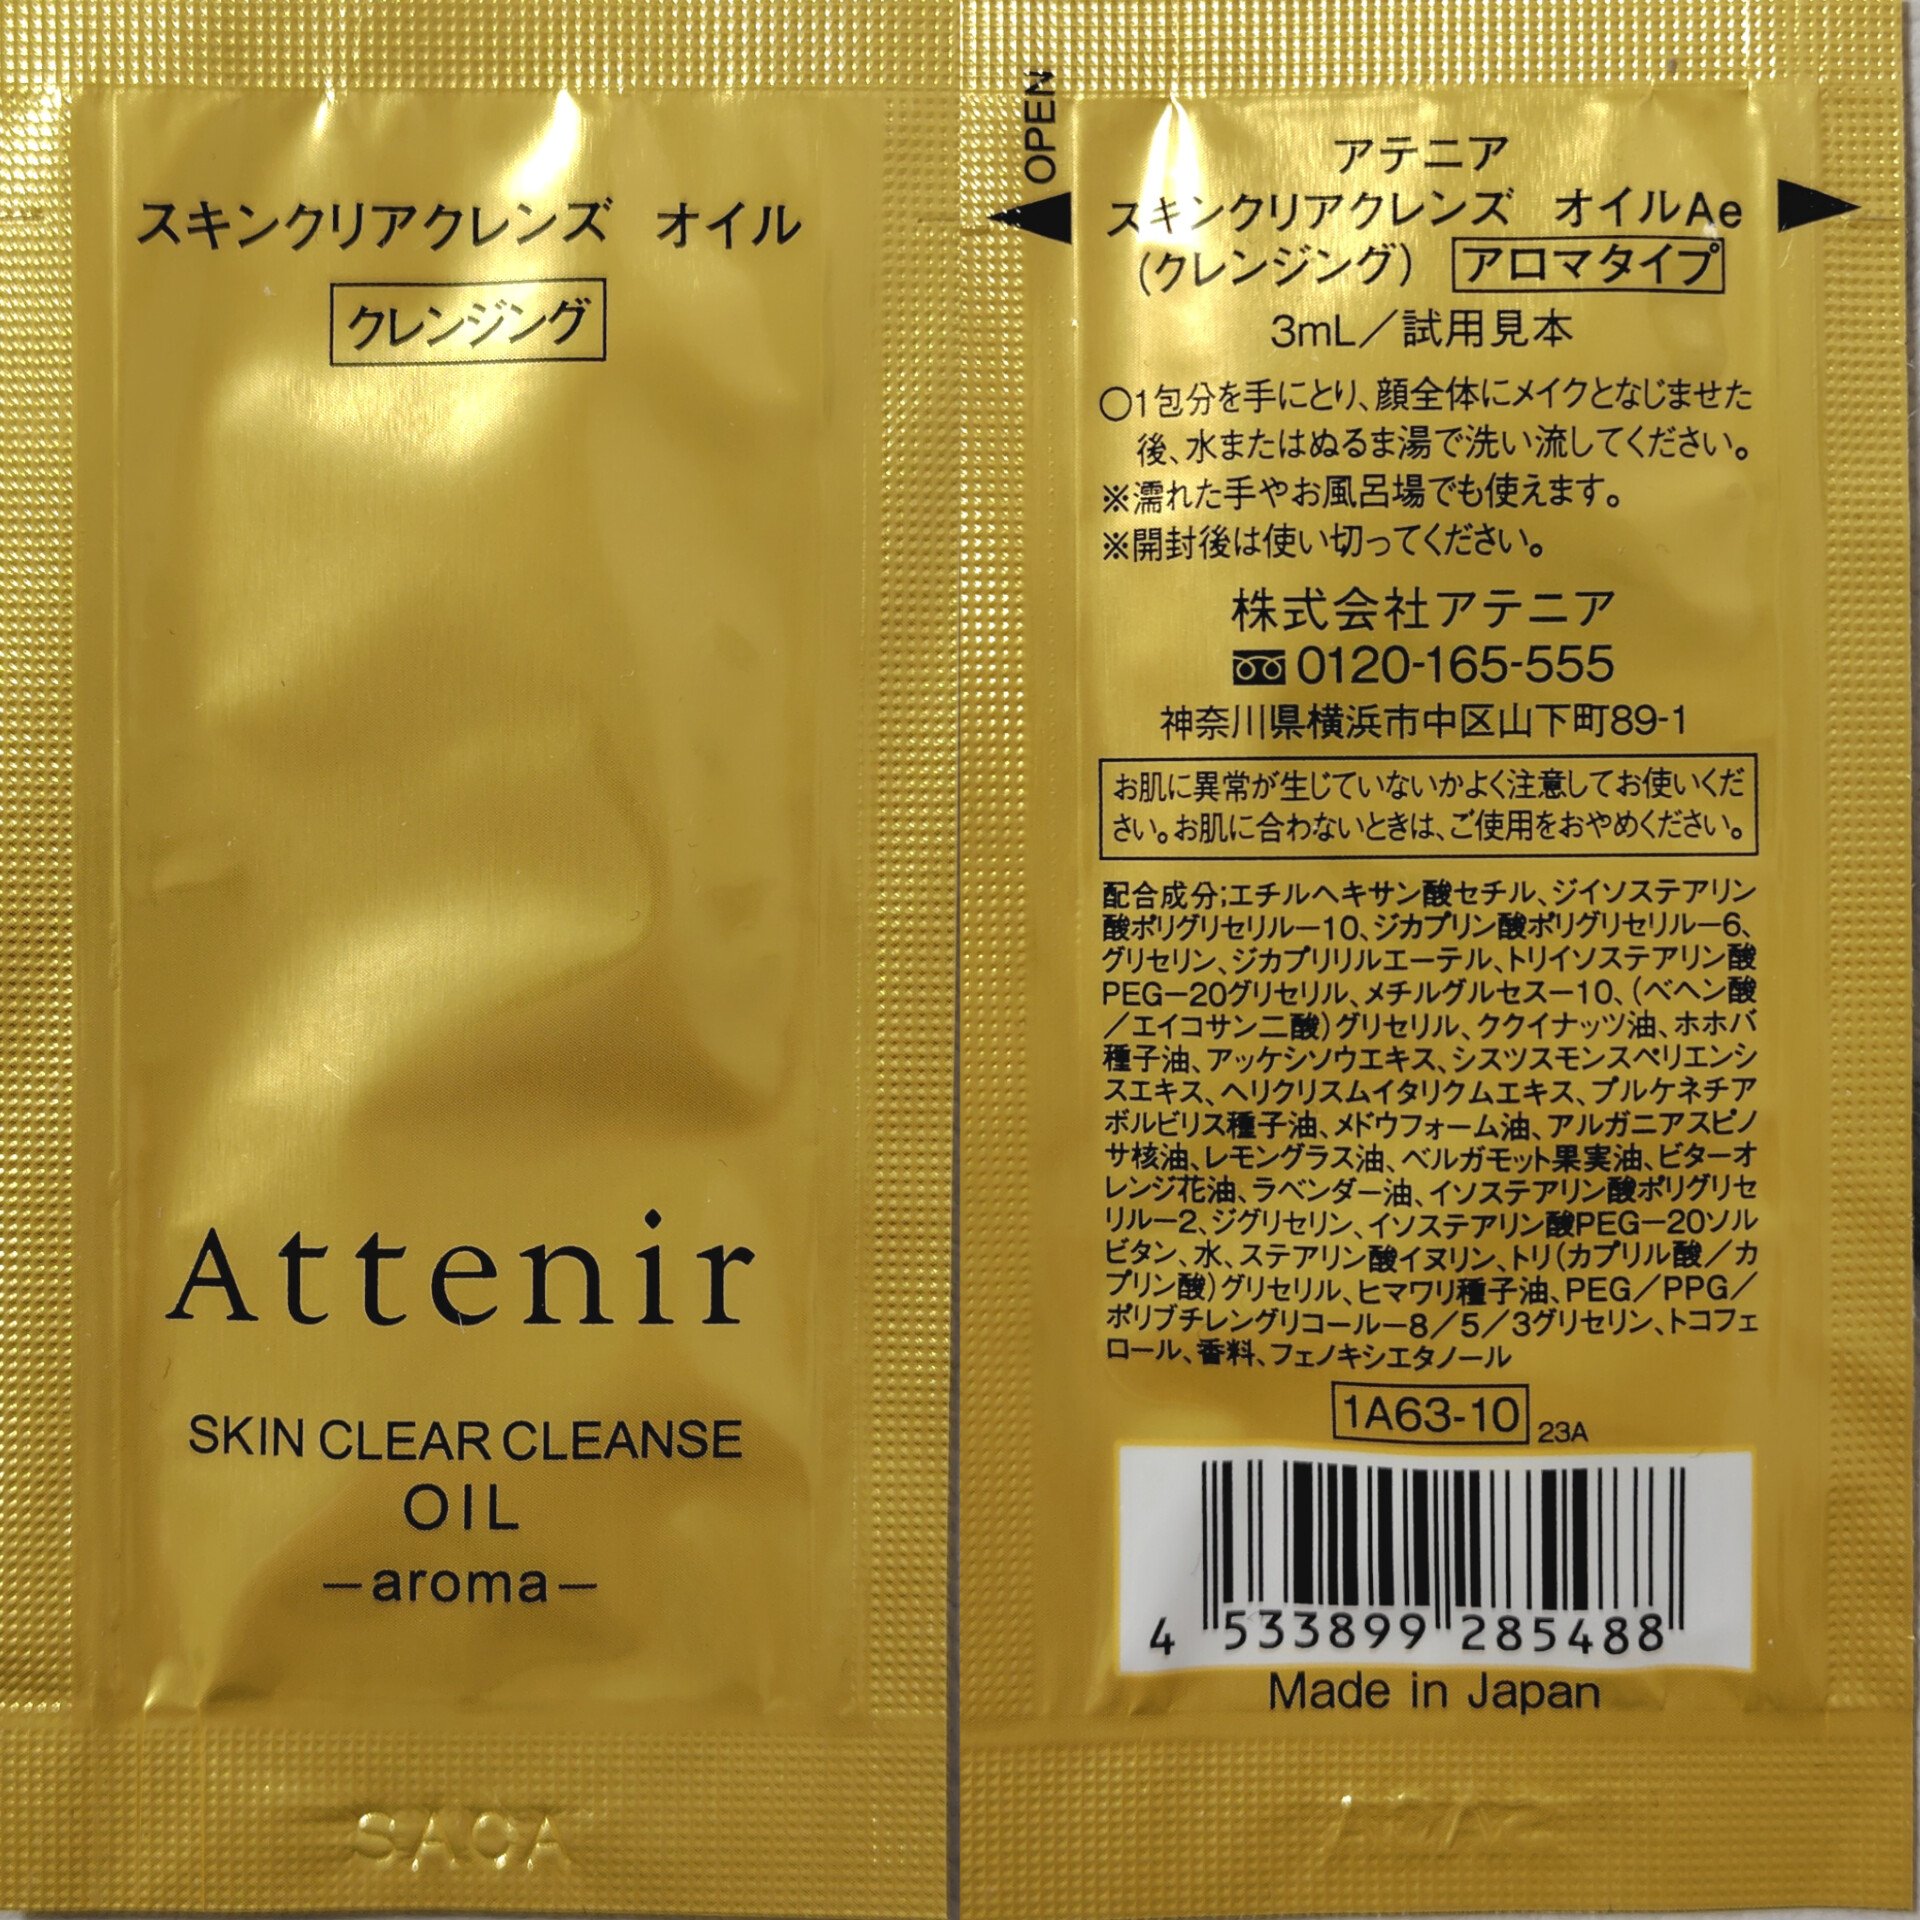 スキンクリアクレンズ オイル
クレンジング
Attenir
SKIN CLEAR CLEANSE
OIL
—aroma—
OPEN
アテニア
スキンクリアクレンズ オイルAe
(クレンジング) アロマタイプ
3mL／試用見本
○1包分を手にとり、顔全体にメイクとなじませた
後、水またはぬるま湯で洗い流してください。
※濡れた手やお風呂場でも使えます。
※開封後は使い切ってください。
株式会社アテニア
0120-165-555
神奈川県横浜市中区山下町89-1
お肌に異常が生じていないかよく注意してお使いくだ
さい。お肌に合わないときは、ご使用をおやめください。
配合成分;エチルヘキサン酸セチル、ジイソステアリン
酸ポリグリセリルー10、ジカプリン酸ポリグリセリルー6、
グリセリン、ジカプリリルエーテル、トリイソステアリン酸
PEGー20グリセリル、メチルグルセスー10、(ベヘン酸
／エイコサン二酸)グリセリル、ククイナッツ油、ホホバ
種子油、アッケシソウエキス、シスツスモンスペリエンシ
スエキス、ヘリクリスムイタリクムエキス、プルケネチア
ボルビリス種子油、メドウフォーム油、アルガニアスピノ
サ核油、レモングラス油、ベルガモット果実油、ビターオ
レンジ花油、ラベンダー油、イソステアリン酸ポリグリセ
リルー2、ジグリセリン、イソステアリン酸PEGー20ソル
ビタン、水、ステアリン酸イヌリン、トリ(カプリル酸／カ
プリン酸)グリセリル、ヒマワリ種子油、PEG／PPG／
ポリブチレングリコールー8／5／3グリセリン、トコフェ
ロール、香料、フェノキシエタノール
1A63-10 23A
4 533899 285488
Made in Japan